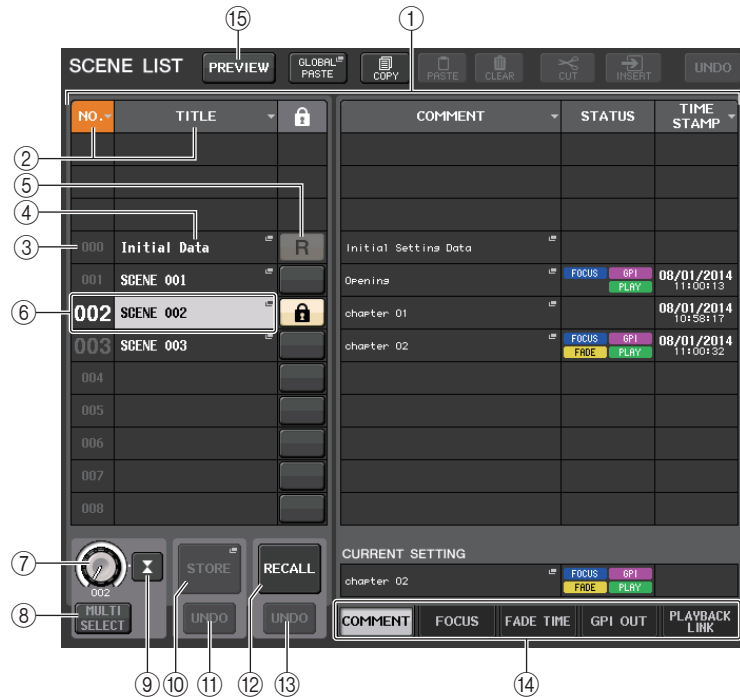 ⑮ ①
SCENE LIST PREVIEW GLOBAL PASTE COPY PASTE CLEAR CUT INSERT UNDO
NO. TITLE COMMENT STATUS TIME STAMP
②
⑤
④
③ 000 Initial Data R Initial Setting Data
001 SCENE 001 Opening FOCUS GPI PLAY 08/01/2014 11:00:13
⑥ 002 SCENE 002 chapter 01 08/01/2014 10:58:17
003 SCENE 003 chapter 02 FOCUS GPI FADE PLAY 08/01/2014 11:00:32
004
005
006
007
008
CURRENT SETTING
⑦ 002 STORE RECALL chapter 02 FOCUS GPI FADE PLAY
⑧ MULTI SELECT UNDO UNDO COMMENT FOCUS FADE TIME GPI OUT PLAYBACK LINK
⑨ ⑩ ⑪ ⑫ ⑬ ⑭